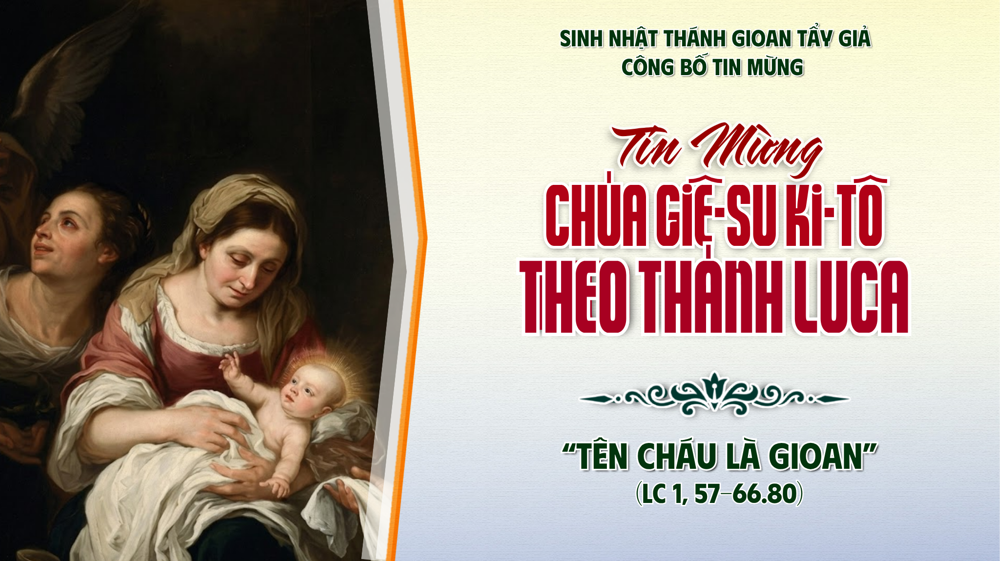 SINH NHẬT THÁNH GIOAN TẨY GIẢ
CÔNG BỐ TIN MỪNG
Tin Mừng
CHÚA GIÊ-SU KI-TÔ
THEO THÁNH LUCA
“TÊN CHÁU LÀ GIOAN”
(LC 1, 57-66.80)